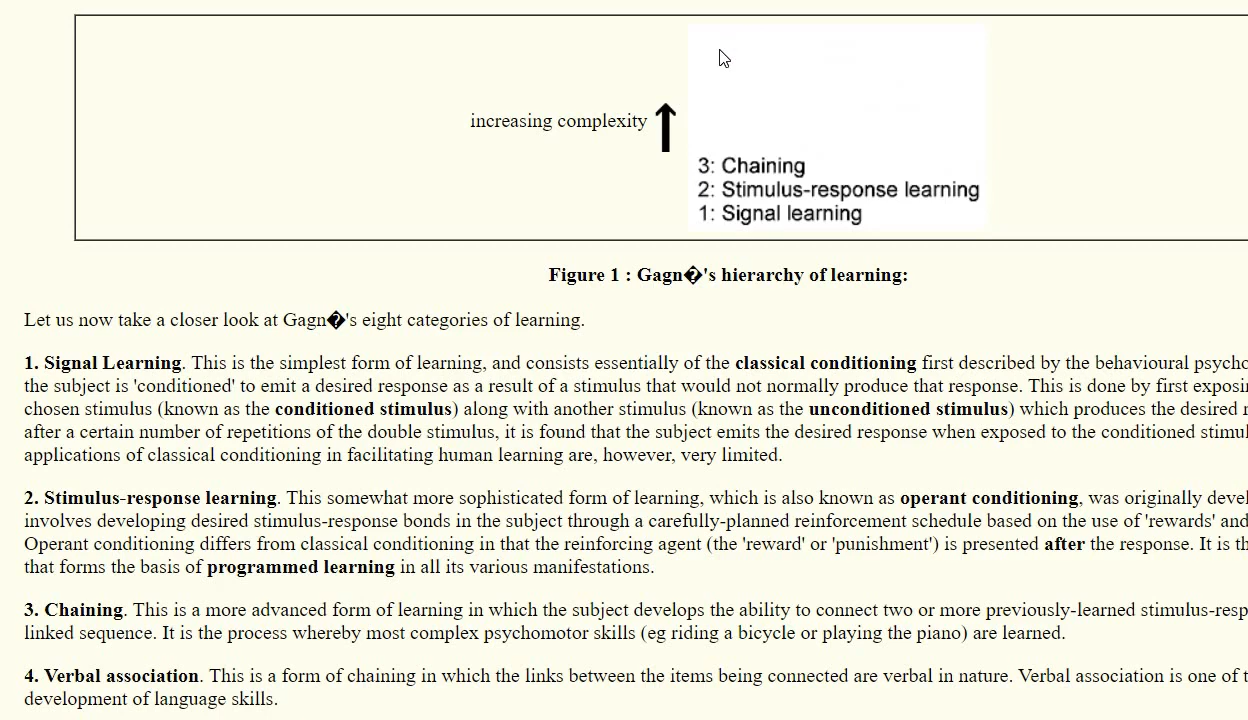 increasing complexity
3: Chaining
2: Stimulus-response learning
1: Signal learning
Figure 1 : Gagn�'s hierarchy of learning:
Let us now take a closer look at Gagn�'s eight categories of learning.
1. Signal Learning. This is the simplest form of learning, and consists essentially of the classical conditioning first described by the behavioural
the subject is 'conditioned' to emit a desired response as a result of a stimulus that would not normally produce that response. This is done by first
chosen stimulus (known as the conditioned stimulus) along with another stimulus (known as the unconditioned stimulus) which produces the desired
after a certain number of repetitions of the double stimulus, it is found that the subject emits the desired response when exposed to the conditioned
applications of classical conditioning in facilitating human learning are, however, very limited.
2. Stimulus-response learning. This somewhat more sophisticated form of learning, which is also known as operant conditioning, was originally
involves developing desired stimulus-response bonds in the subject through a carefully-planned reinforcement schedule based on the use of 'rewards' and
Operant conditioning differs from classical conditioning in that the reinforcing agent (the 'reward' or 'punishment') is presented after the response. It is
that forms the basis of programmed learning in all its various manifestations.
3. Chaining. This is a more advanced form of learning in which the subject develops the ability to connect two or more previously-learned
linked sequence. It is the process whereby most complex psychomotor skills (eg riding a bicycle or playing the piano) are learned.
4. Verbal association. This is a form of chaining in which the links between the items being connected are verbal in nature. Verbal association is one of
development of language skills.